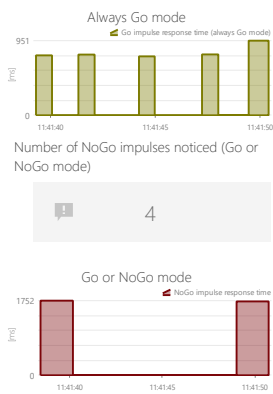 Always Go mode
Go impulse response time (always Go mode)
951
[ms]
0
11:41:40 11:41:45 11:41:50
Number of NoGo impulses noticed (Go or
NoGo mode)
4
Go or NoGo mode
NoGo impulse response time
1752
[ms]
0
11:41:40 11:41:45 11:41:50